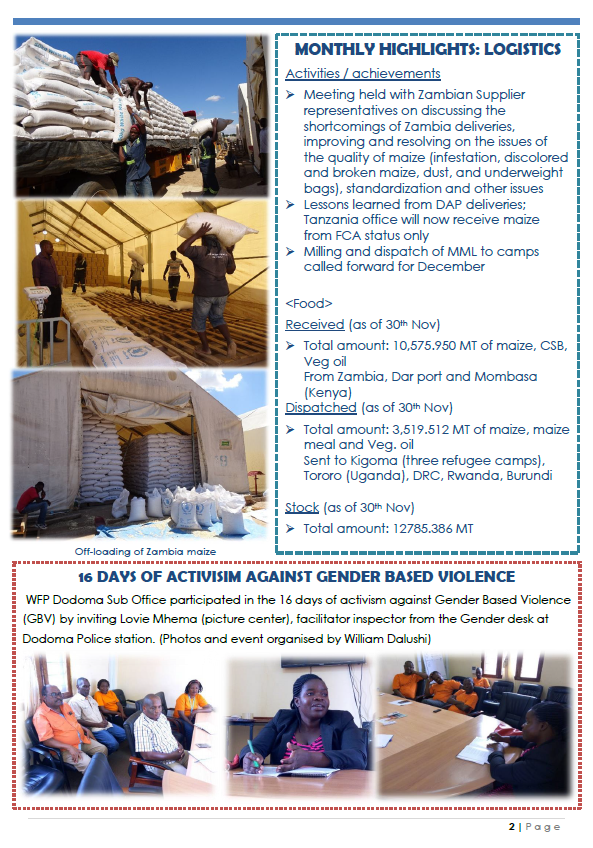 MONTHLY HIGHLIGHTS: LOGISTICS
Activities / achievements
➢ Meeting held with Zambian Supplier
representatives on discussing the
shortcomings of Zambia deliveries,
improving and resolving on the issues of
the quality of maize (infestation, discolored
and broken maize, dust, and underweight
bags), standardization and other issues
➢ Lessons learned from DAP deliveries;
Tanzania office will now receive maize
from FCA status only
➢ Milling and dispatch of MML to camps
called forward for December
<Food>
Received (as of 30th Nov)
➢ Total amount: 10,575.950 MT of maize, CSB,
Veg oil
From Zambia, Dar port and Mombasa
(Kenya)
Dispatched (as of 30th Nov)
➢ Total amount: 3,519.512 MT of maize, maize
meal and Veg. oil
Sent to Kigoma (three refugee camps),
Tororo (Uganda), DRC, Rwanda, Burundi
Stock (as of 30th Nov)
➢ Total amount: 12785.386 MT
Off-loading of Zambia maize
16 DAYS OF ACTIVISIM AGAINST GENDER BASED VIOLENCE
WFP Dodoma Sub Office participated in the 16 days of activism against Gender Based Violence
(GBV) by inviting Lovie Mhema (picture center), facilitator inspector from the Gender desk at
Dodoma Police station. (Photos and event organised by William Dalushi)
2 | Page